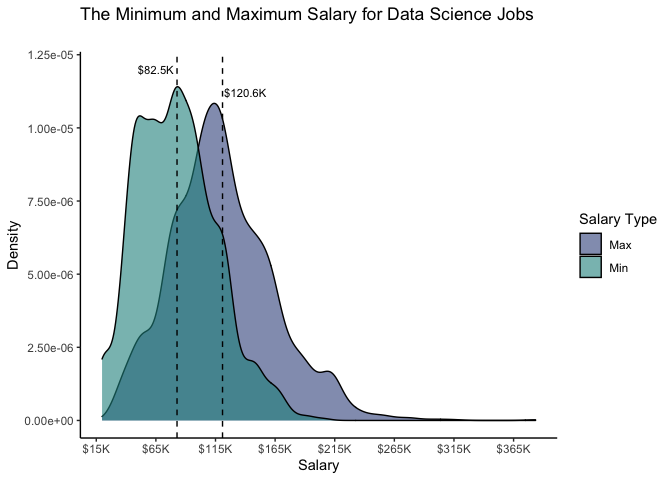 The Minimum and Maximum Salary for Data Science Jobs
1.25e-05
1.00e-05
7.50e-06
5.00e-06
2.50e-06
0.00e+00
Density
$82.5K
$120.6K
$15K $65K $115K $165K $215K $265K $315K $365K
Salary
Salary Type
Max
Min